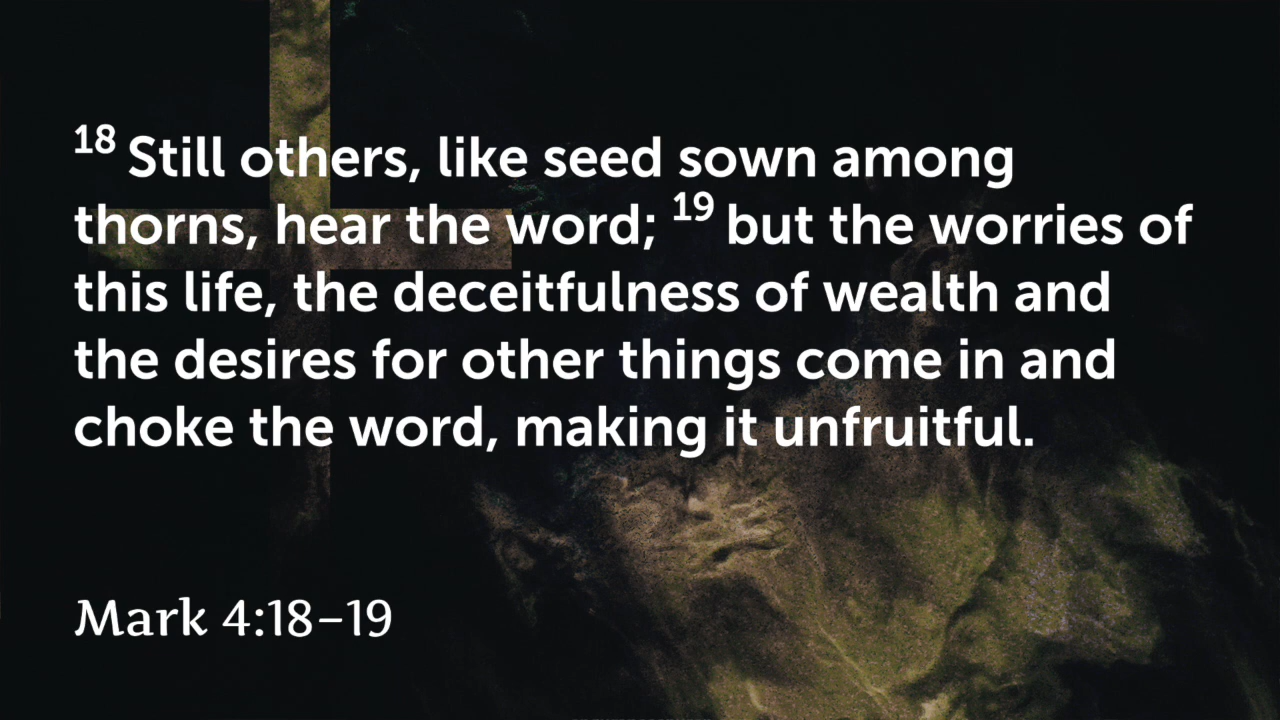 18 Still others, like seed sown among
thorns, hear the word; 19 but the worries of
this life, the deceitfulness of wealth and
the desires for other things come in and
choke the word, making it unfruitful.
Mark 4:18–19